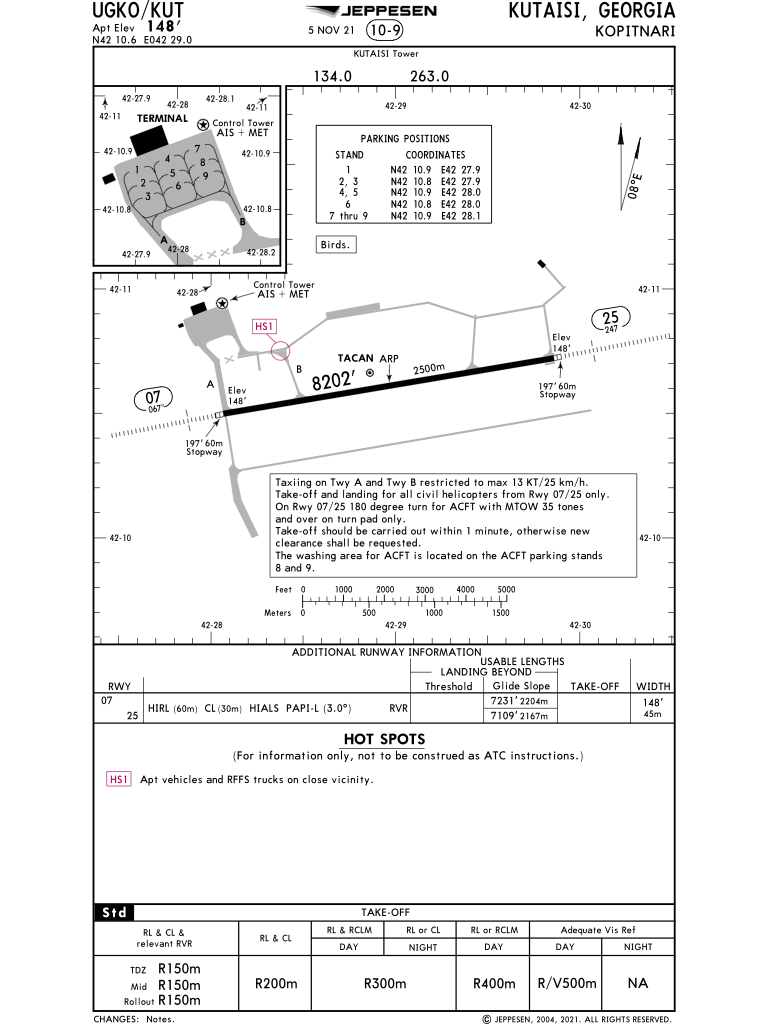 UGKO/KUT
Apt Elev 148'
N42 10.6 E042 29.0
JEPPESEN
5 NOV 21 10-9
KUTAISI, GEORGIA
KOPITNARI
KUTAISI Tower
134.0 263.0
42-27.9 42-28 42-28.1 42-11
42-11
TERMINAL
Control Tower
AIS + MET
42-10.9 42-10.9
1 4 7
2 5 8
3 6 9
42-10.8 42-10.8
A B
42-27.9 42-28 42-28.2
42-29 42-30
PARKING POSITIONS
STAND COORDINATES
1 N42 10.9 E42 27.9
2, 3 N42 10.8 E42 27.9
4, 5 N42 10.9 E42 28.0
6 N42 10.8 E42 28.0
7 thru 9 N42 10.9 E42 28.1
08°E
Birds.
42-11 42-11
42-28
Control Tower
AIS + MET
HS1
25
247
Elev
148'
TACAN ARP
B
8202' 2500m
A
Elev
148'
07
067°
197' 60m
Stopway
197' 60m
Stopway
Taxiing on Twy A and Twy B restricted to max 13 KT/25 km/h.
Take-off and landing for all civil helicopters from Rwy 07/25 only.
On Rwy 07/25 180 degree turn for ACFT with MTOW 35 tones
and over on turn pad only.
Take-off should be carried out within 1 minute, otherwise new
clearance shall be requested.
The washing area for ACFT is located on the ACFT parking stands
8 and 9.
42-10 42-10
Feet 0 1000 2000 3000 4000 5000
Meters 0 500 1000 1500
42-28 42-29 42-30
ADDITIONAL RUNWAY INFORMATION
USABLE LENGTHS
LANDING BEYOND
RWY Threshold Glide Slope TAKE-OFF WIDTH
07
25
HIRL (60m) CL (30m) HIALS PAPI-L (3.0°) RVR
7231' 2204m
7109' 2167m
148'
45m
HOT SPOTS
(For information only, not to be construed as ATC instructions.)
HS1 Apt vehicles and RFFS trucks on close vicinity.
Std TAKE-OFF
RL & CL &
relevant RVR
RL & CL
RL & RCLM RL or CL RL or RCLM Adequate Vis Ref
DAY NIGHT DAY DAY NIGHT
TDZ R150m
Mid R150m
Rollout R150m
R200m R300m R400m R/V500m NA
CHANGES: Notes.
© JEPPESEN, 2004, 2021. ALL RIGHTS RESERVED.